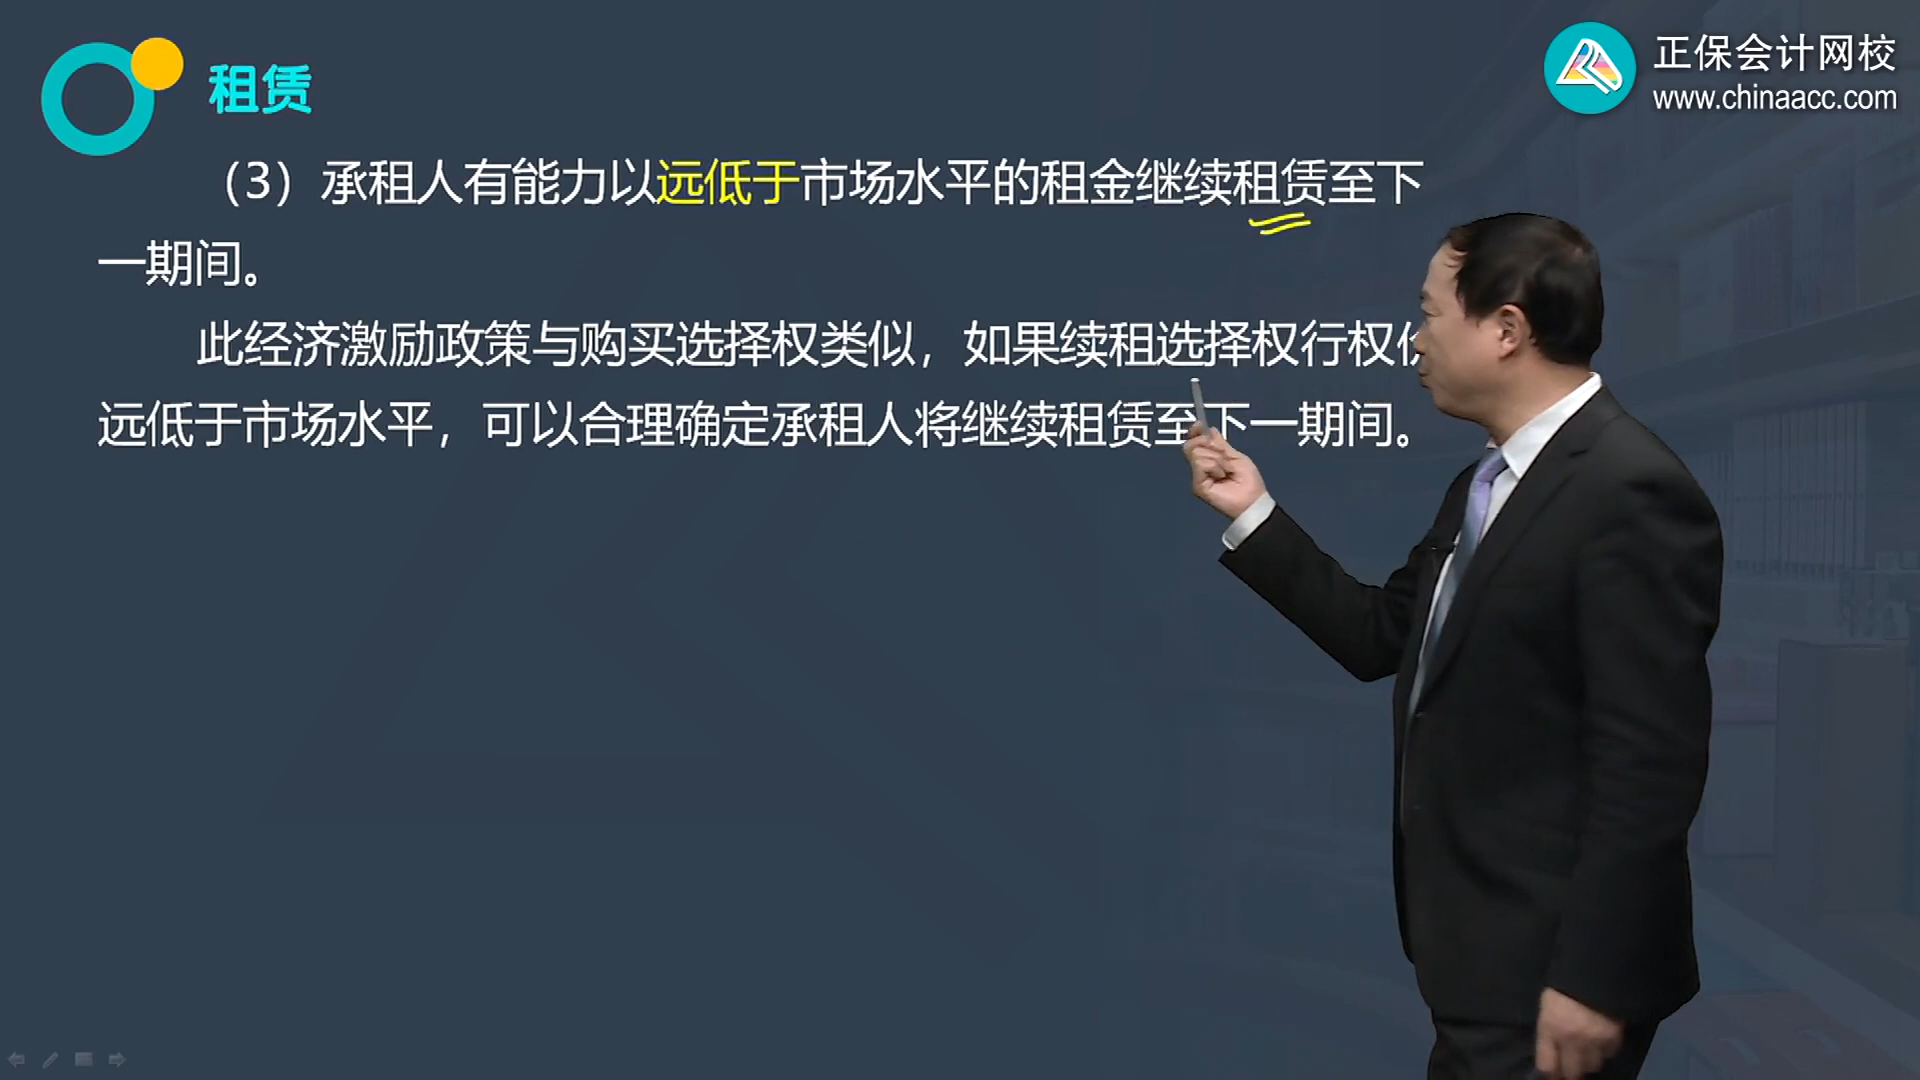 租赁
正保会计网校
www.chinaacc.com
（3）承租人有能力以远低于市场水平的租金继续租赁至下
一期间。
此经济激励政策与购买选择权类似，如果续租选择权行权
远低于市场水平，可以合理确定承租人将继续租赁至下一期间。